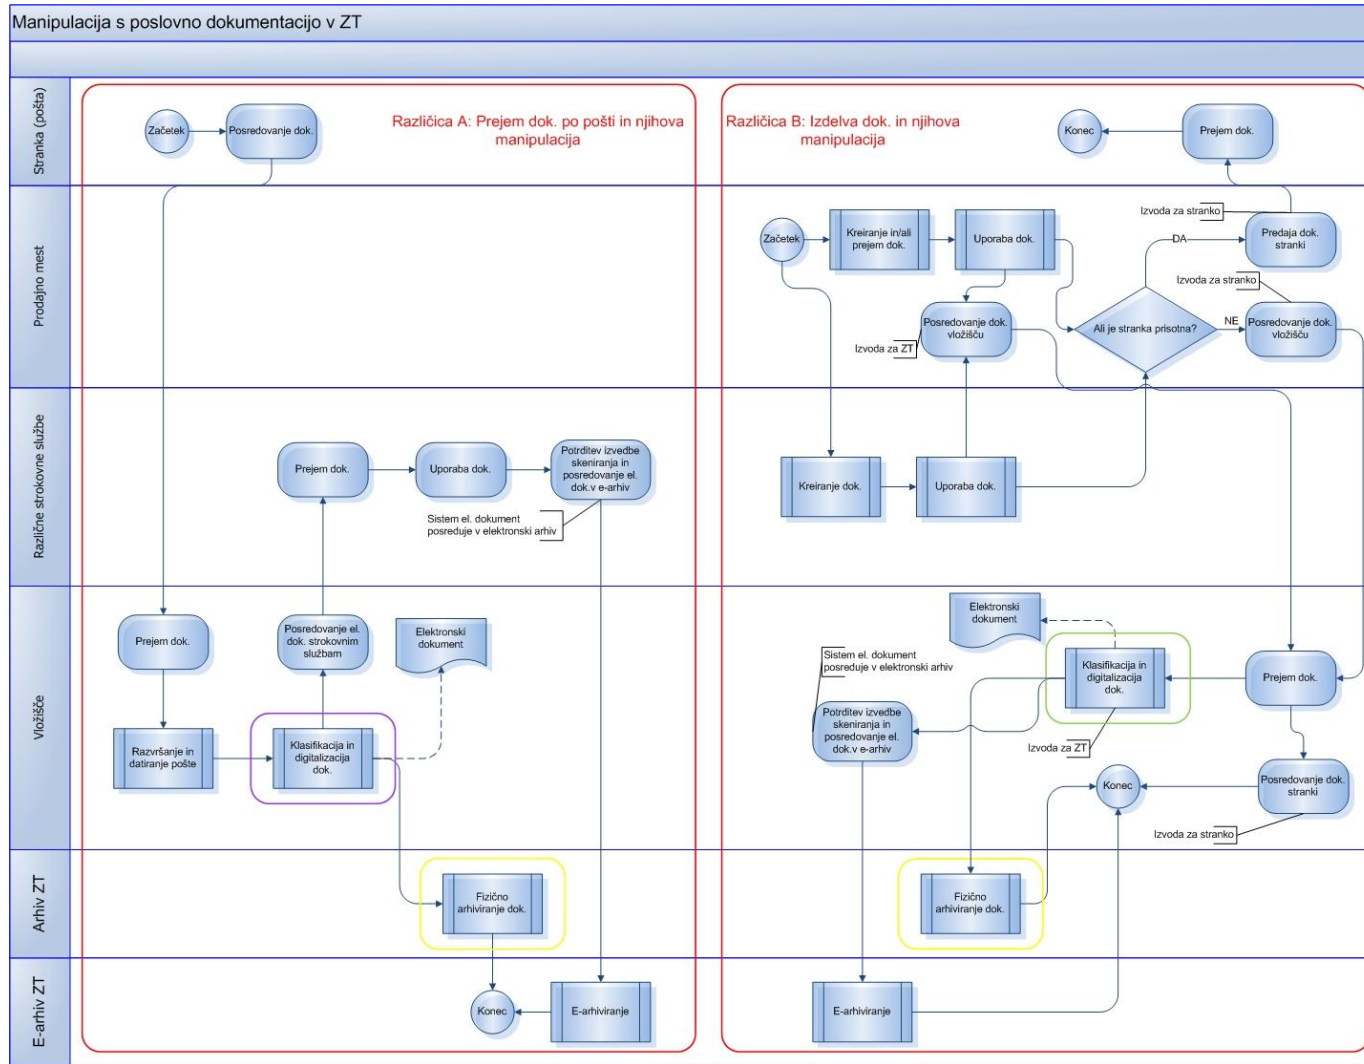 Manipulacija s poslovno dokumentacijo v ZT
Stranka (pošta)
Začetek
Posredovanje dok.
Različica A: Prejem dok. po pošti in njihova
manipulacija
Različica B: Izdelva dok. in njihova
manipulacija
Konec
Prejem dok.
Prodajno mest
Začetek
Kreiranje in/ali
prejem dok.
Uporaba dok.
Izvoda za stranko
Predaja dok.
stranki
DA
Izvoda za stranko
Posredovanje dok.
vložišču
Izvoda za ZT
Ali je stranka prisotna?
NE
Posredovanje dok.
vložišču
Različne strokovne službe
Prejem dok.
Uporaba dok.
Potrditev izvedbe
skeniranja in
posredovanje el.
dok.v e-arhiv
Sistem el. dokument
posreduje v elektronski arhiv
Kreiranje dok.
Uporaba dok.
Vložišče
Prejem dok.
Posredovanje el.
dok. strokovnim
službam
Elektronski
dokument
Razvršanje in
datiranje pošte
Klasifikacija in
digitalizacija
dok.
Elektronski
dokument
Sistem el. dokument
posreduje v elektronski arhiv
Klasifikacija in
digitalizacija
dok.
Prejem dok.
Potrditev izvedbe
skeniranja in
posredovanje el.
dok.v e-arhiv
Izvoda za ZT
Konec
Posredovanje dok.
stranki
Izvoda za stranko
Arhiv ZT
Fizično
arhiviranje dok.
Fizično
arhiviranje dok.
E-arhiv ZT
Konec
E-arhiviranje
E-arhiviranje